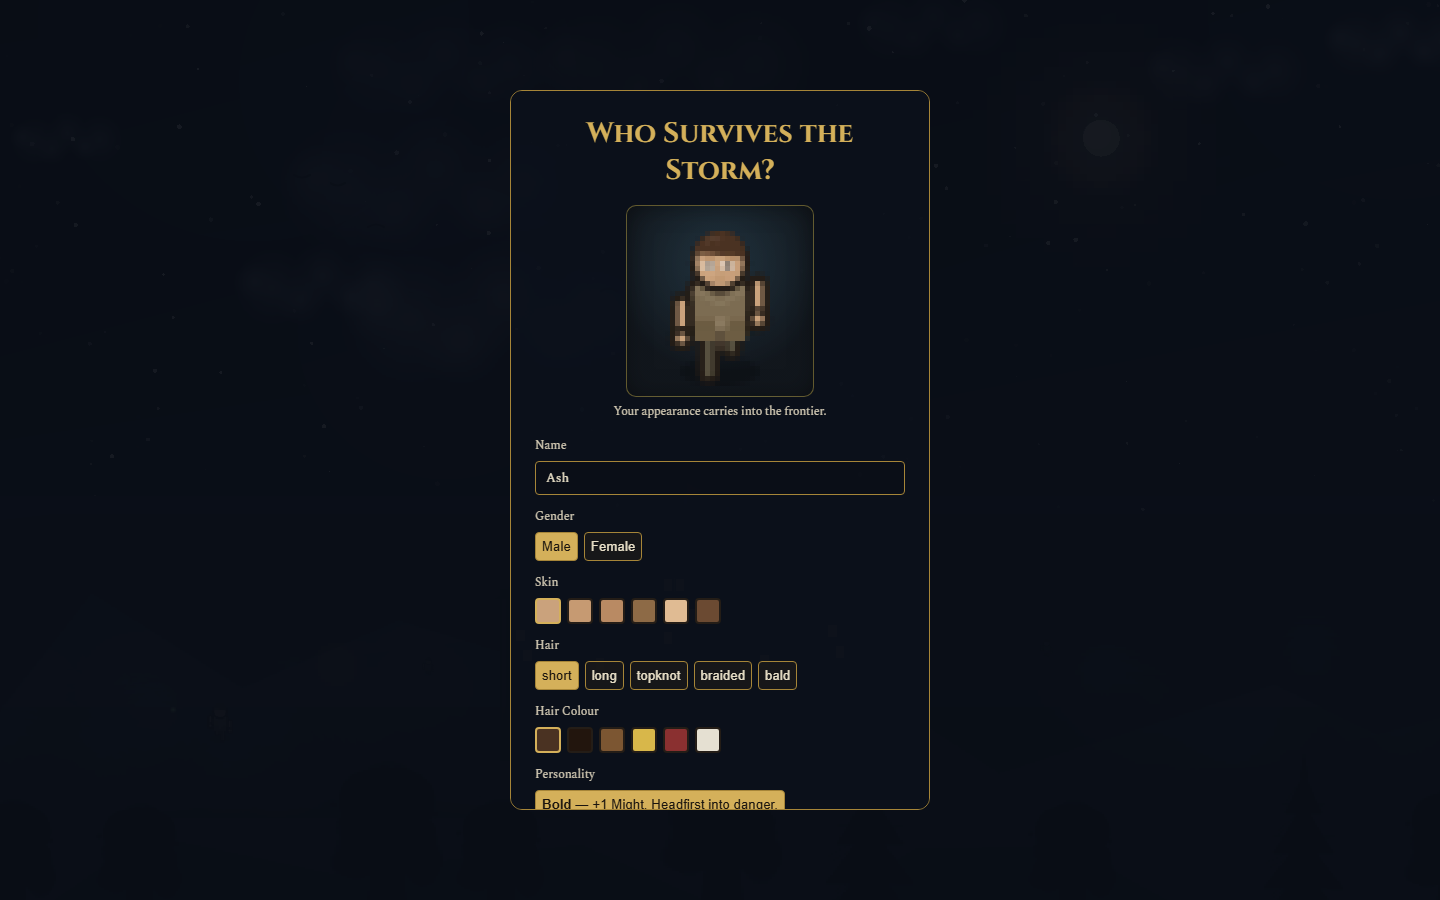 Who Survives the
Storm?
Your appearance carries into the frontier.
Name
Ash
Gender
Male Female
Skin
Hair
short long topknot braided bald
Hair Colour
Personality
Bold — +1 Might. Headfirst into danger.